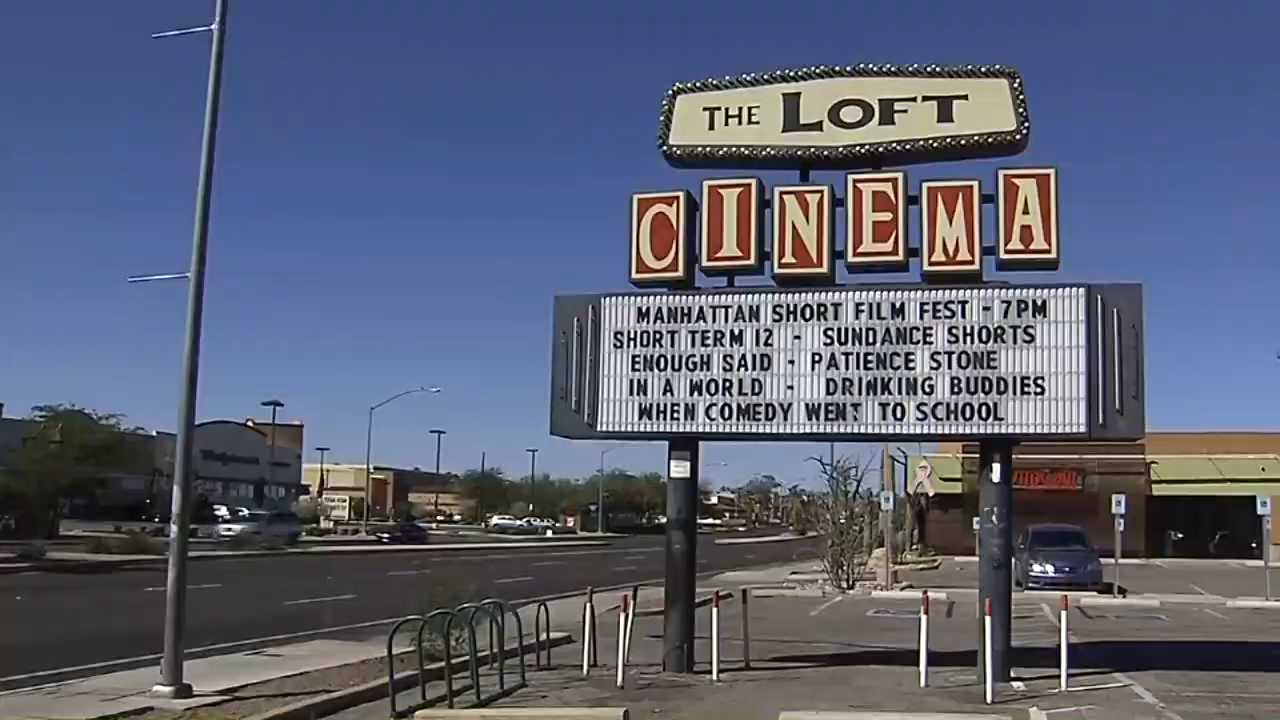 THE LOFT
CINEMA
MANHATTAN SHORT FILM FEST - 7PM
SHORT TERM 12 - SUNDANCE SHORTS
ENOUGH SAID - PATIENCE STONE
IN A WORLD - DRINKING BUDDIES
WHEN COMEDY WENT TO SCHOOL
Walgreens